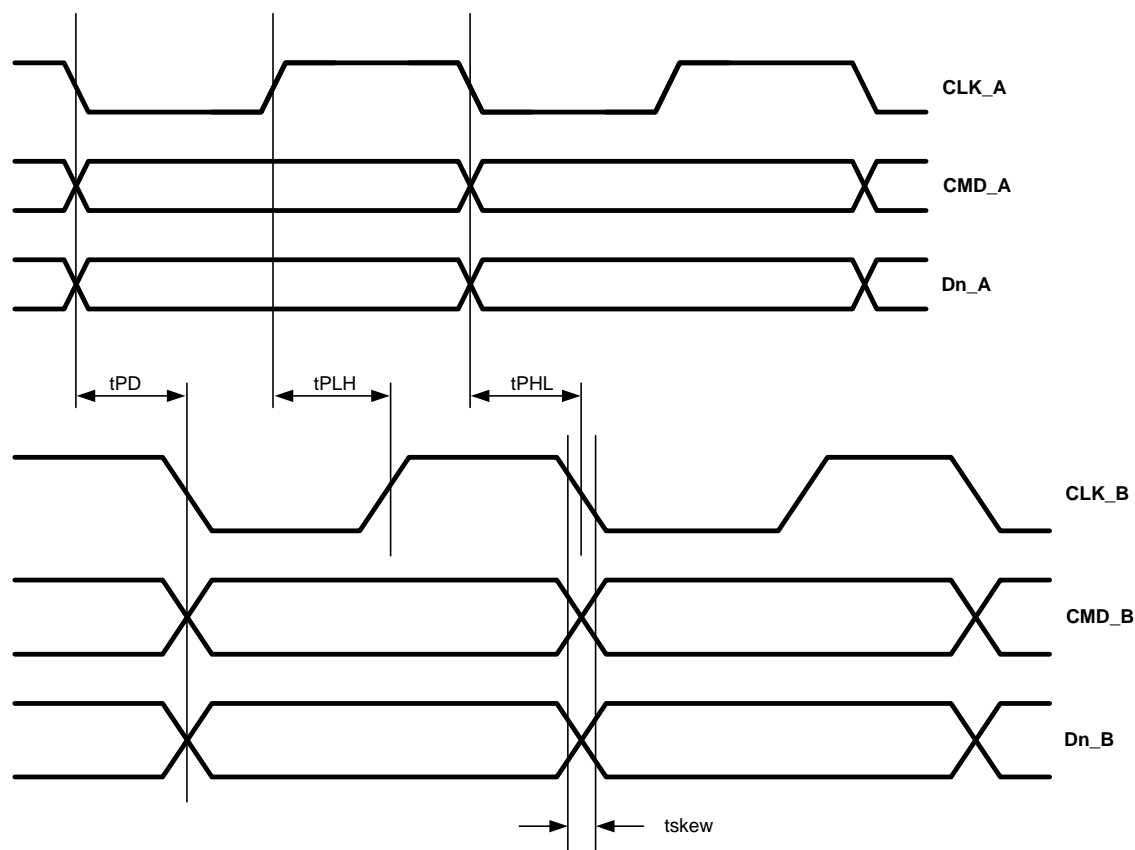 CLK_A
CMD_A
Dn_A
tPD
tPLH
tPHL
CLK_B
CMD_B
Dn_B
tskew